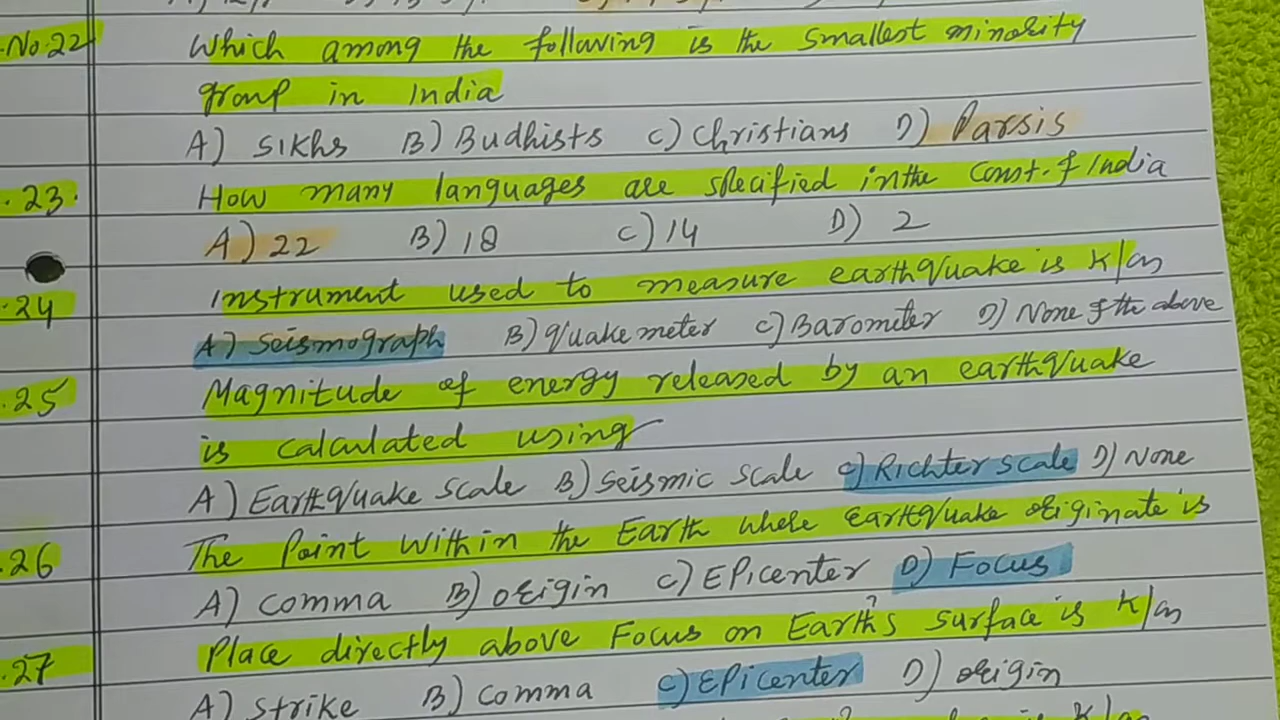 .No.22 Which among the following is the smallest minority
group in India
A) Sikhs B) Budhists C) Christians D) Parsis
.23. How many languages are specified in the Const. of India
A) 22 B) 18 C) 14 D) 2
.24 Instrument used to measure earthquake is K/as
A) Seismograph B) quakemeter C) Barometer D) None of the above
.25 Magnitude of energy released by an earthquake
is calculated using
A) Earthquake scale B) Seismic scale C) Richter scale D) None
.26 The Point within the Earth where earthquake originate is
A) comma B) origin C) Epicenter D) Focus
.27 Place directly above Focus on Earth's surface is K/as
A) Strike B) comma C) Epicenter D) origin
is K/as